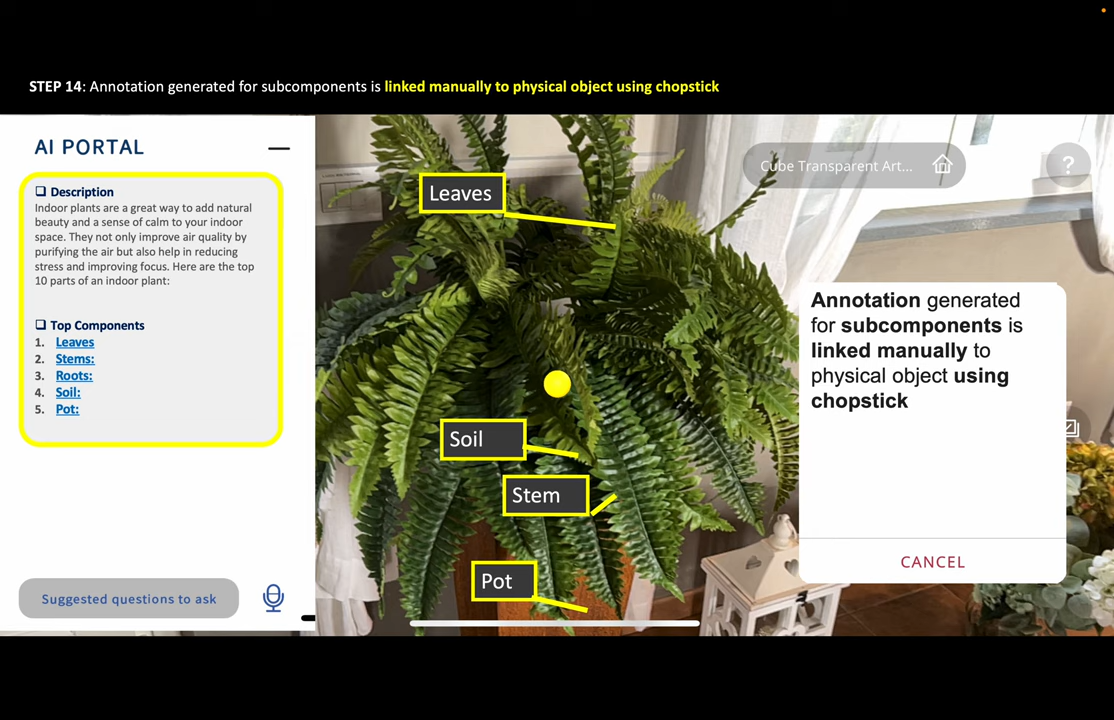 STEP 14: Annotation generated for subcomponents is linked manually to physical object using chopstick
AI PORTAL
Description
Indoor plants are a great way to add natural
beauty and a sense of calm to your indoor
space. They not only improve air quality by
purifying the air but also help in reducing
stress and improving focus. Here are the top
10 parts of an indoor plant:
Top Components
1. Leaves
2. Stems:
3. Roots:
4. Soil:
5. Pot:
Suggested questions to ask
Leaves
Soil
Stem
Pot
Cube Transparent Art...
?
Annotation generated
for subcomponents is
linked manually to
physical object using
chopstick
CANCEL